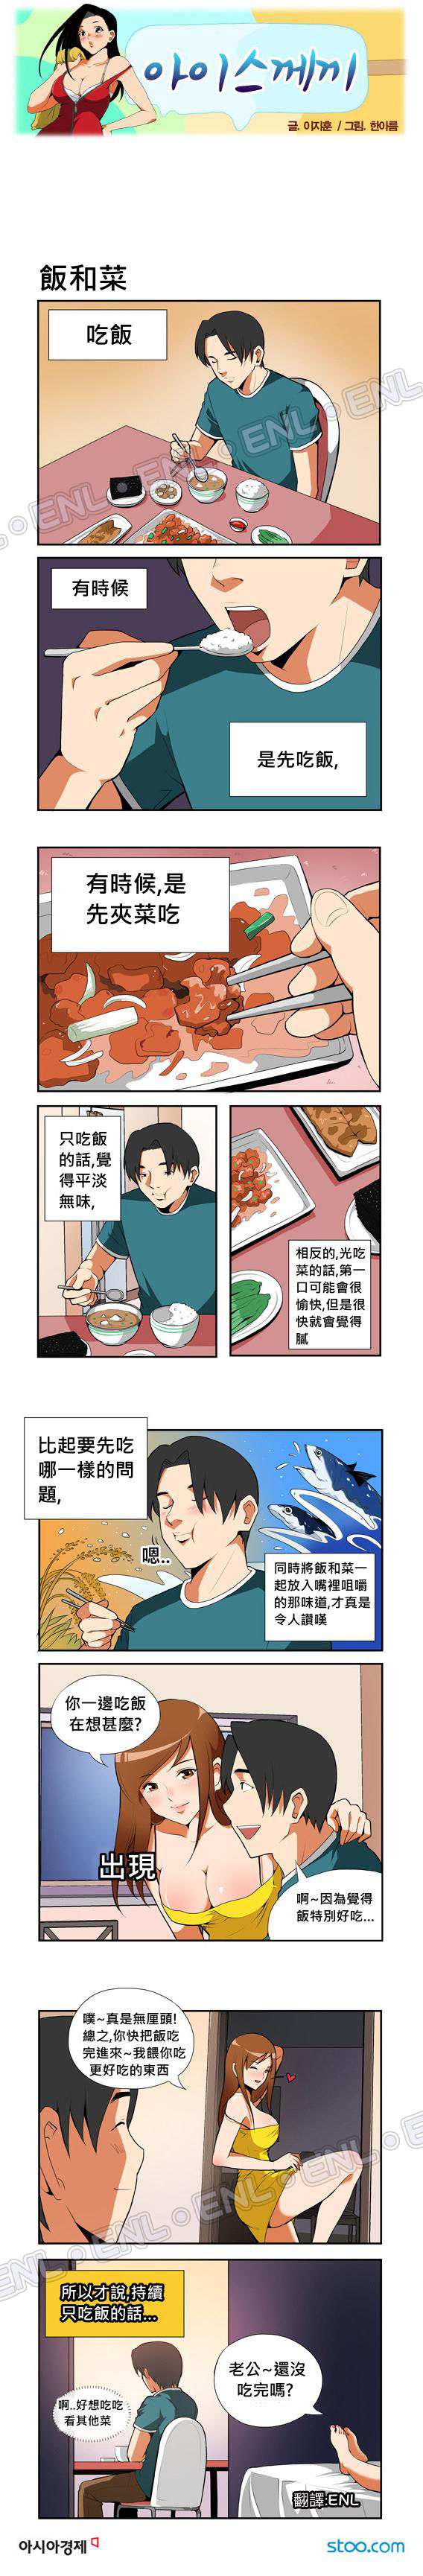 아이스께끼
글. 이지훈 / 그림. 한아름
飯和菜
吃飯
ENL
ENL
ENL
ENL
有時候
是先吃飯,
有時候,是
先夾菜吃
只吃飯
的話,覺
得平淡
無味,
相反的,光吃
菜的話,第一
口可能會很
愉快,但是很
快就會覺得
膩
比起要先吃
哪一樣的問
題,
嗯..
同時將飯和菜一
起放入嘴裡咀嚼
的那味道,才真是
令人讚嘆
你一邊吃飯
在想甚麼?
出現
啊~因為覺得
飯特別好吃...
噗~真是無厘頭!
總之,你快把飯吃
完進來~我餵你吃
更好吃的東西
ENL
ENL
ENL
ENL
所以才說,持續
只吃飯的話...
啊..好想吃吃
看其他菜
老公~還沒
吃完嗎?
翻譯:ENL
아시아경제
stoo.com